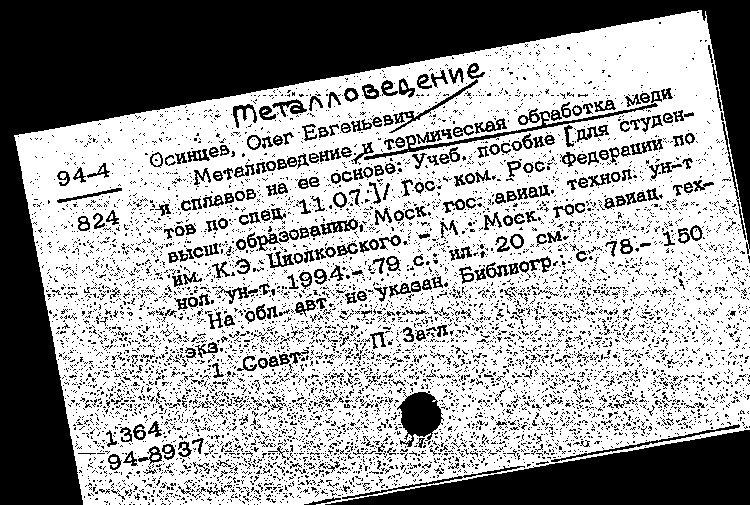 Металловедение
Осинцев, Олег Евгеньевич
94-4 Металловедение и термическая обработка меди
824 и сплавов на ее основе: Учеб. пособие [для студен-
тов по спец. 11.07.]/ Гос. ком. Рос. Федерации по
высш. образованию, Моск. гос. авиац. технол. ун-т
им. К.Э. Циолковского. - М.: Моск. гос. авиац. тех-
нол. ун-т, 1994.- 79 с.: ил.; 20 см.
На обл. авт. не указан. Библиогр.: с. 78.- 150
экз.
1. Соавт. П. Загл.
1364
94-8937